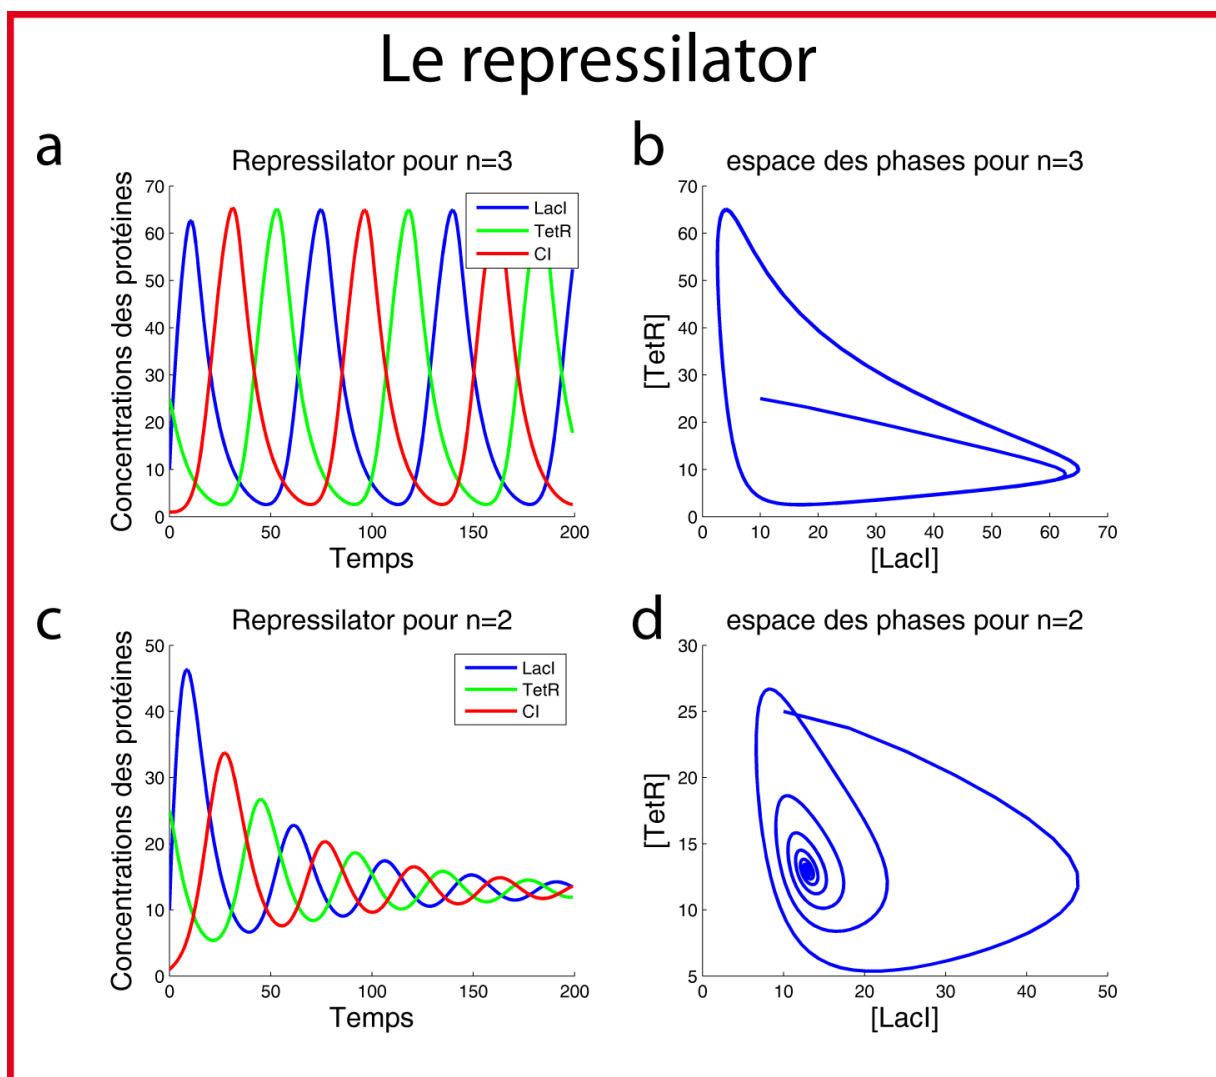 Le repressilator
a
Repressilator pour n=3
Concentrations des protéines
70
60
50
40
30
20
10
0
LacI
TetR
CI
0 50 100 150 200
Temps
b
espace des phases pour n=3
[TetR]
70
60
50
40
30
20
10
0
0 10 20 30 40 50 60 70
[LacI]
c
Repressilator pour n=2
Concentrations des protéines
50
40
30
20
10
0
LacI
TetR
CI
0 50 100 150 200
Temps
d
espace des phases pour n=2
[TetR]
30
25
20
15
10
5
0 10 20 30 40 50
[LacI]